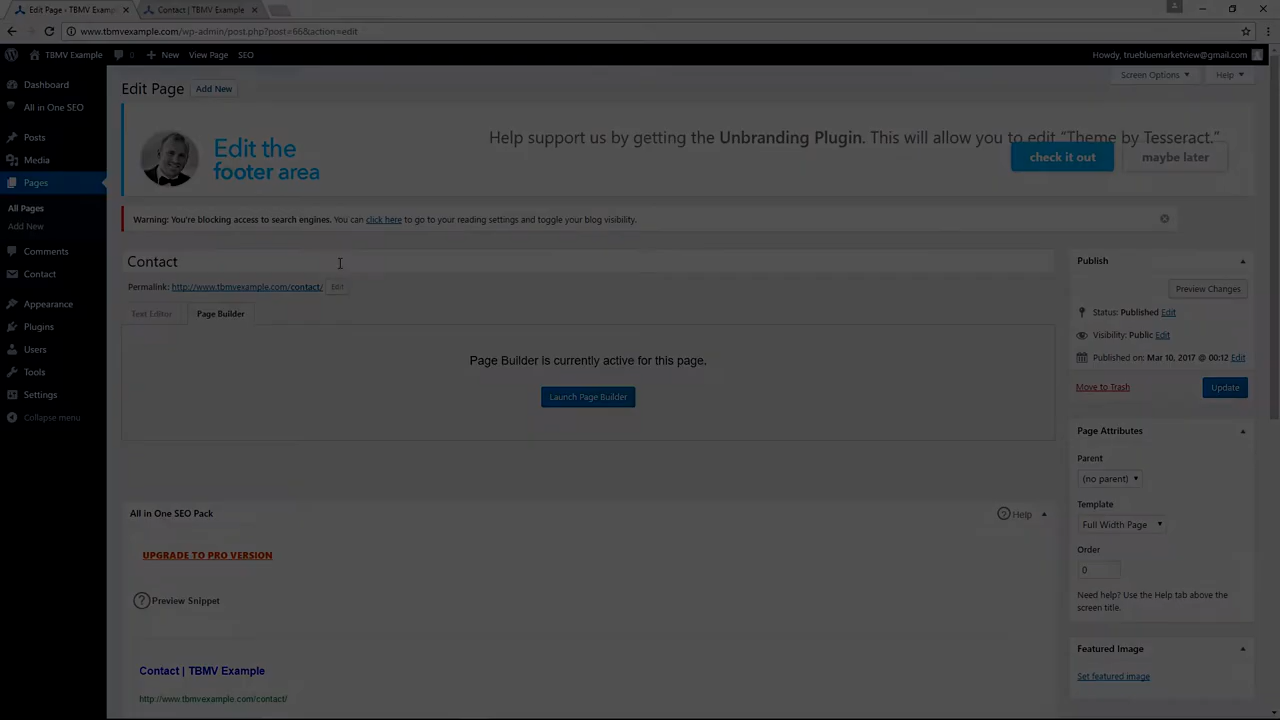 Edit Page ‹ TBMV Examp
Contact | TBMV Example
www.tbmvexample.com/wp-admin/post.php?post=66&action=edit
TBMV Example
0
New
View Page
SEO
Howdy, truebluemarketview@gmail.com
Dashboard
All in One SEO
Posts
Media
Pages
All Pages
Add New
Comments
Contact
Appearance
Plugins
Users
Tools
Settings
Collapse menu
Edit Page
Add New
Screen Options
Help
Edit the
footer area
Help support us by getting the Unbranding Plugin. This will allow you to edit "Theme by Tesseract."
check it out
maybe later
Warning: You're blocking access to search engines. You can click here to go to your reading settings and toggle your blog visibility.
Contact
Permalink: http://www.tbmvexample.com/contact/
Edit
Text Editor
Page Builder
Page Builder is currently active for this page.
Launch Page Builder
All in One SEO Pack
Help
UPGRADE TO PRO VERSION
Preview Snippet
Contact | TBMV Example
http://www.tbmvexample.com/contact/
Publish
Preview Changes
Status: Published Edit
Visibility: Public Edit
Published on: Mar 10, 2017 @ 00:12 Edit
Move to Trash
Update
Page Attributes
Parent
(no parent)
Template
Full Width Page
Order
0
Need help? Use the Help tab above the
screen title.
Featured Image
Set featured image